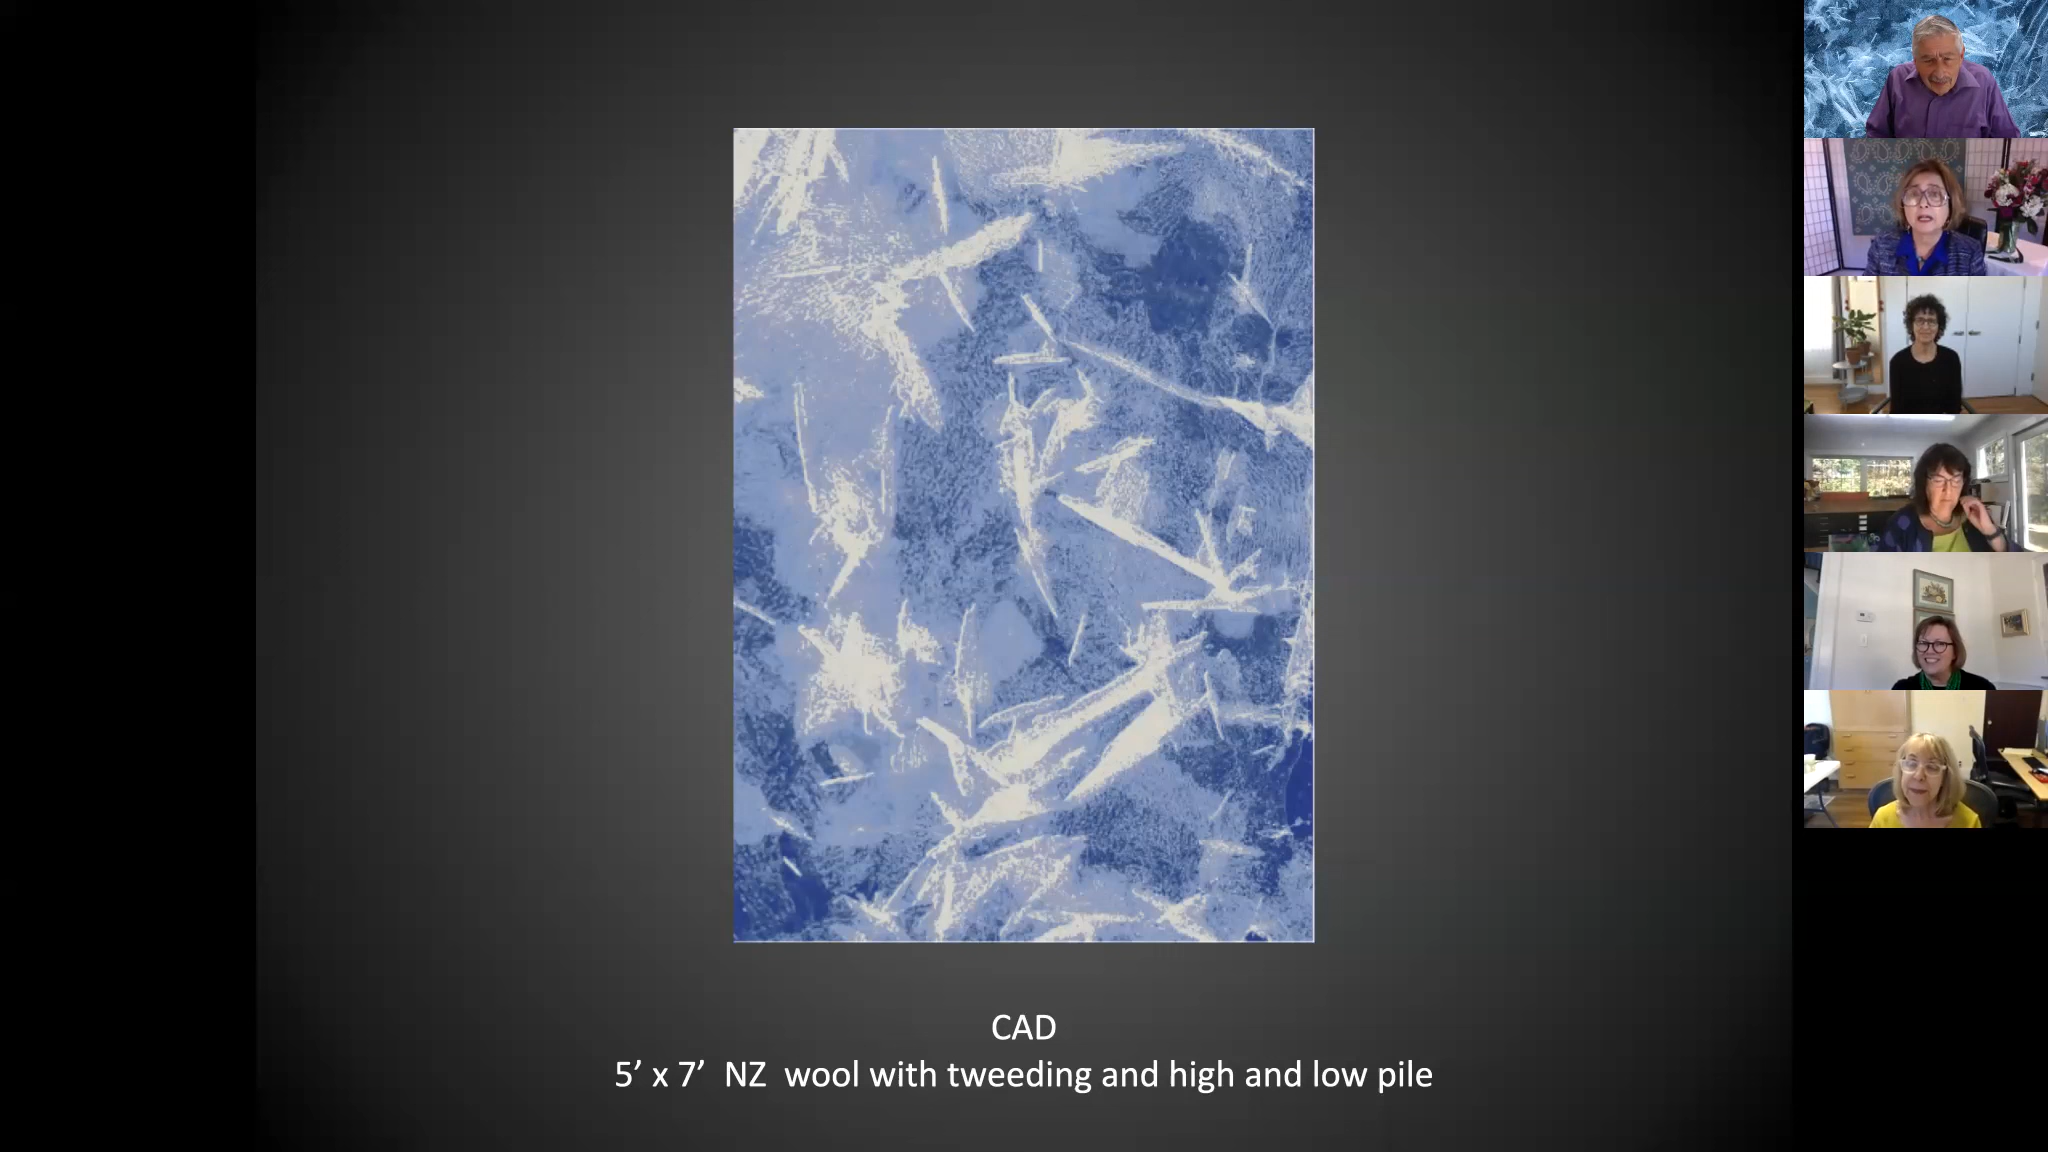 CAD
5’ x 7’  NZ  wool with tweeding and high and low pile